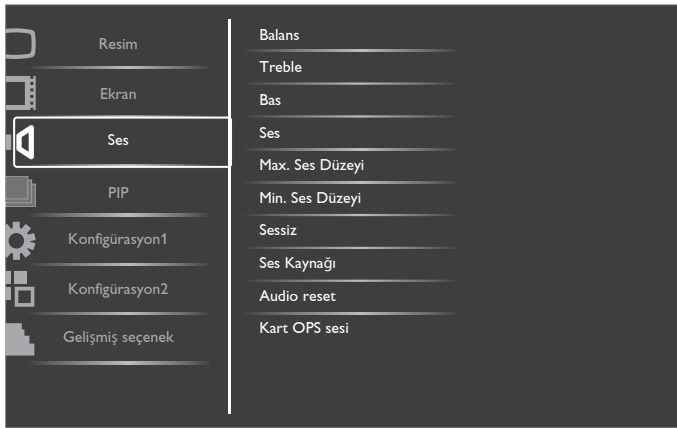 Resim
Ekran
Ses
PIP
Konfigürasyon1
Konfigürasyon2
Gelişmiş seçenek
Balans
Treble
Bas
Ses
Max. Ses Düzeyi
Min. Ses Düzeyi
Sessiz
Ses Kaynağı
Audio reset
Kart OPS sesi